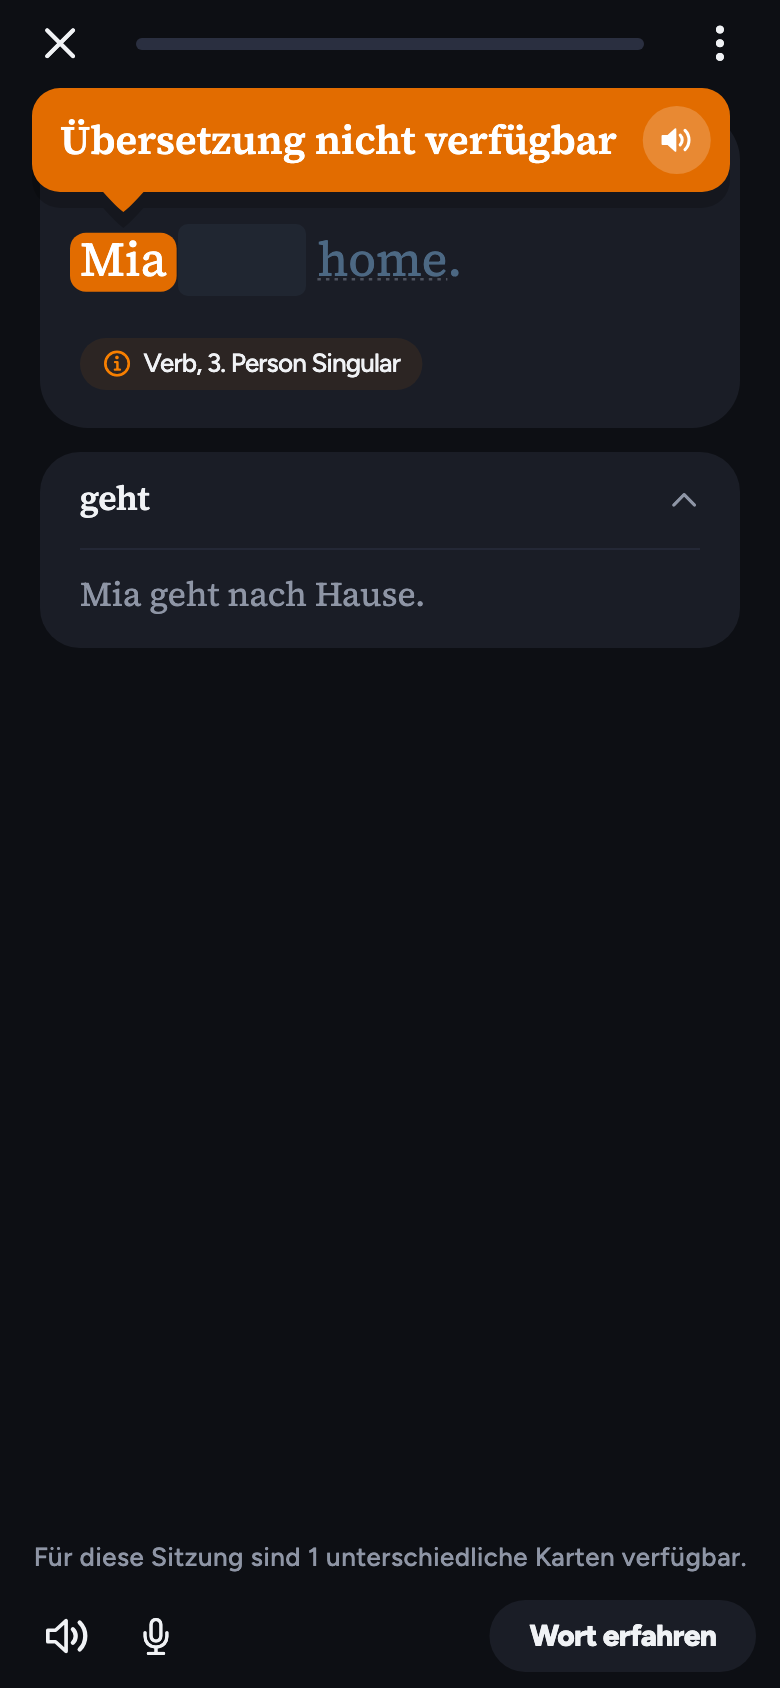 Übersetzung nicht verfügbar
Mia home.
Verb, 3. Person Singular
geht
Mia geht nach Hause.
Für diese Sitzung sind 1 unterschiedliche Karten verfügbar.
Wort erfahren